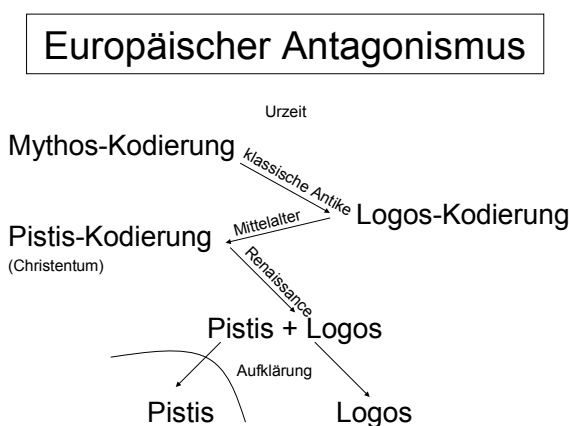 Europäischer Antagonismus
Urzeit
Mythos-Kodierung
klassische Antike
Logos-Kodierung
Mittelalter
Pistis-Kodierung
(Christentum)
Renaissance
Pistis + Logos
Aufklärung
Pistis
Logos